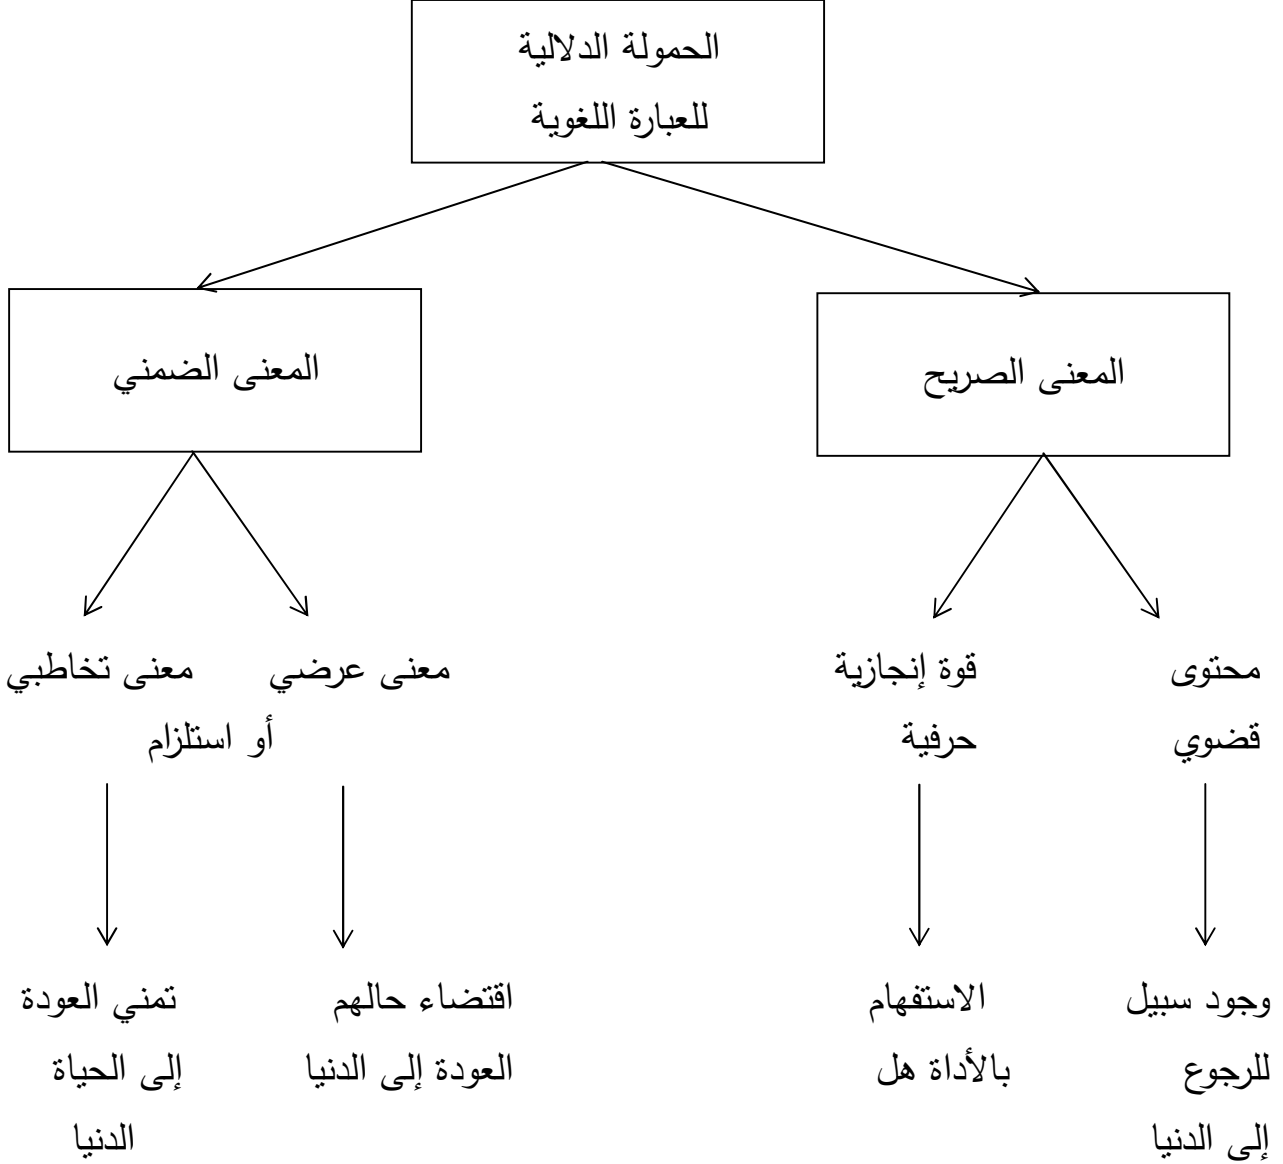 الحمولة الدلالية
للعبارة اللغوية
المعنى الصريح
المعنى الضمني
محتوى
قضوي
قوة إنجازية
حرفية
معنى عرضي
معنى تخاطبي
أو استلزام
وجود سبيل
للرجوع
إلى الدنيا
الاستفهام
بالأداة هل
اقتضاء حالهم
العودة إلى الدنيا
تمني العودة
إلى الحياة
الدنيا